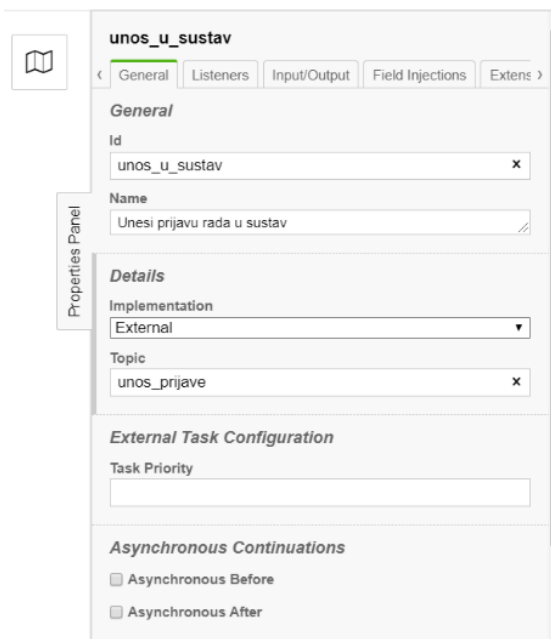 unos_u_sustav
General
Listeners
Input/Output
Field Injections
Extens
General
Id
unos_u_sustav
Name
Unesi prijavu rada u sustav
Properties Panel
Details
Implementation
External
Topic
unos_prijave
External Task Configuration
Task Priority
Asynchronous Continuations
Asynchronous Before
Asynchronous After